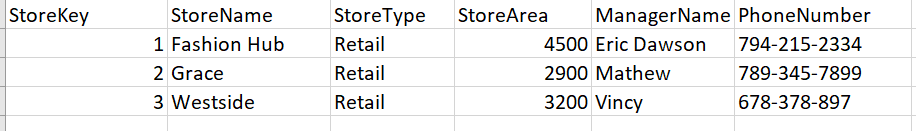 StoreKey StoreName StoreType StoreArea ManagerName PhoneNumber
1 Fashion Hub Retail 4500 Eric Dawson 794-215-2334
2 Grace Retail 2900 Mathew 789-345-7899
3 Westside Retail 3200 Vincy 678-378-897